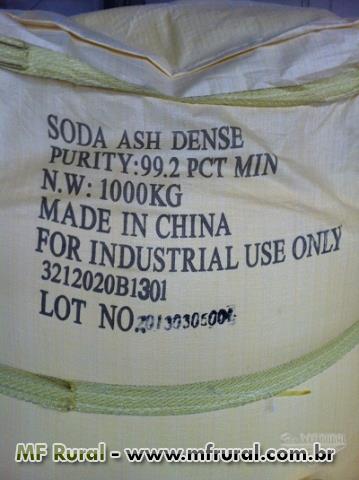 SODA ASH DENSE
PURITY:99.2 PCT MIN
N.W: 1000KG
MADE IN CHINA
FOR INDUSTRIAL USE ONLY
3212020B1301
LOT NO.
MF Rural - www.mfrural.com.br